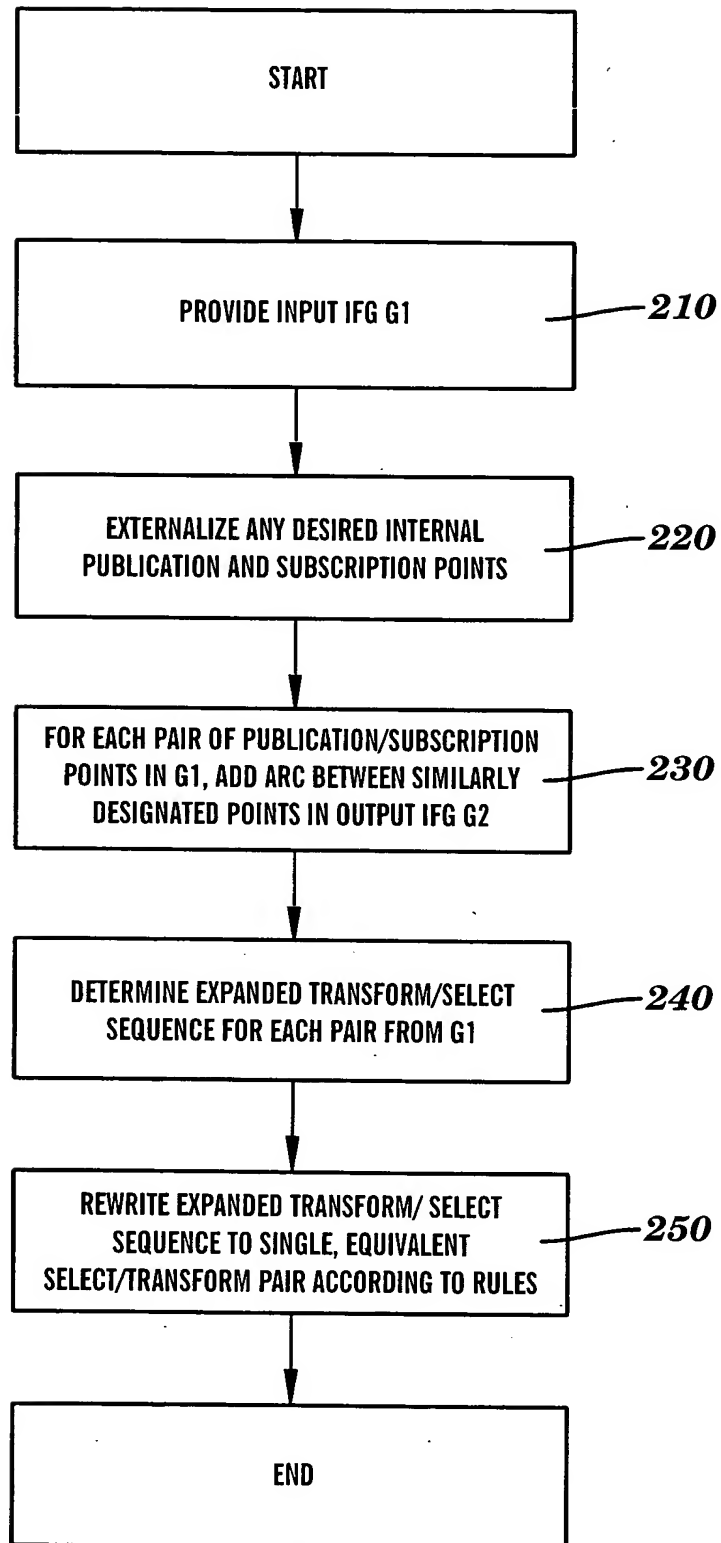 START
PROVIDE INPUT IFG G1
210
EXTERNALIZE ANY DESIRED INTERNAL
PUBLICATION AND SUBSCRIPTION POINTS
220
FOR EACH PAIR OF PUBLICATION/SUBSCRIPTION
POINTS IN G1, ADD ARC BETWEEN SIMILARLY
DESIGNATED POINTS IN OUTPUT IFG G2
230
DETERMINE EXPANDED TRANSFORM/SELECT
SEQUENCE FOR EACH PAIR FROM G1
240
REWRITE EXPANDED TRANSFORM/ SELECT
SEQUENCE TO SINGLE, EQUIVALENT
SELECT/TRANSFORM PAIR ACCORDING TO RULES
250
END